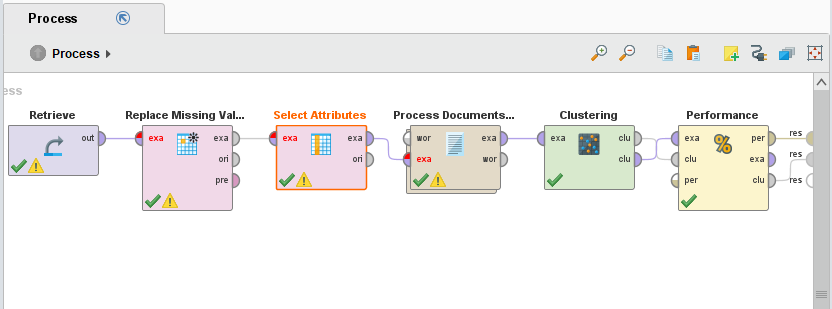 Process
Process
ess
Retrieve
out
Replace Missing Val...
exa
exa
ori
pre
Select Attributes
exa
exa
ori
Process Documents...
wor
exa
exa
wor
Clustering
exa
clu
clu
Performance
exa
clu
per
%
per
exa
clu
res
res
res